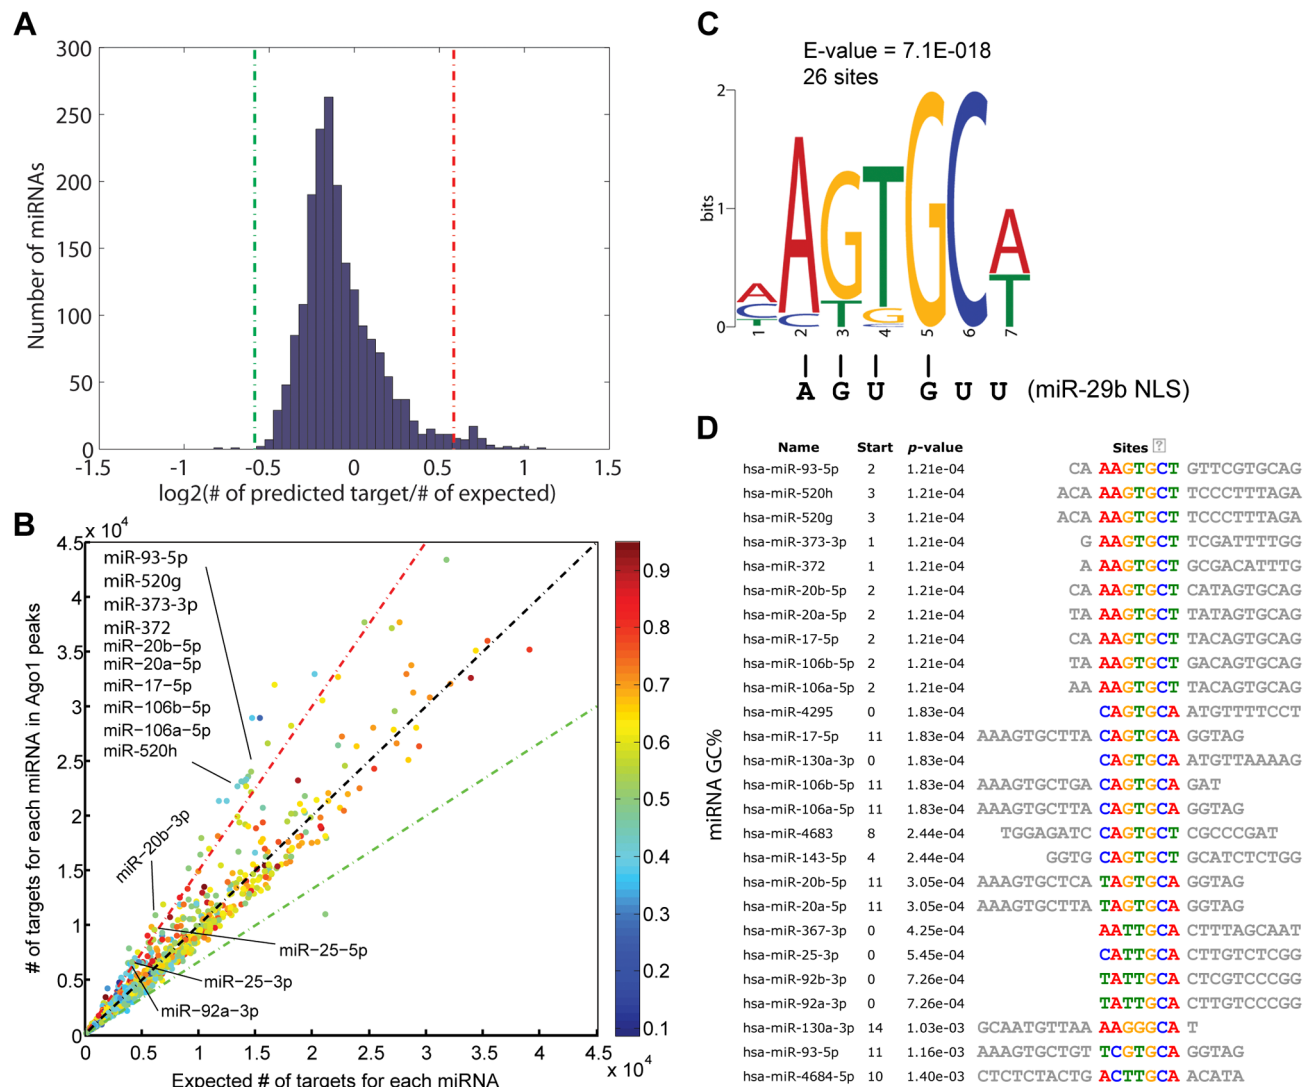 A
300
250
200
150
100
50
0
-1.5
-1
-0.5
0
0.5
1
1.5
Number of miRNAs
log2(# of predicted target/# of expected)
B
x 10^4
4.5
3.5
3
2.5
2
1.5
1
0.5
0
miR-93-5p
miR-520g
miR-373-3p
miR-372
miR-20b-5p
miR-20a-5p
miR-17-5p
miR-106b-5p
miR-106a-5p
miR-520h
miR-20b-3p
miR-25-5p
miR-25-3p
miR-92a-3p
# of targets for each miRNA in Ago1 peaks
0
0.5
1
1.5
2
2.5
3
3.5
4.5
x 10^4
Expected # of targets for each miRNA
0.9
0.8
0.7
0.6
0.5
0.4
0.3
0.2
0.1
miRNA GC%
C
E-value = 7.1E-018
26 sites
2
1
0
bits
A C T A C G T T G C G C A T
1 2 3 4 5 6 7
A G U G U U (miR-29b NLS)
D
Name Start p-value Sites ?
hsa-miR-93-5p 2 1.21e-04 CA AAGTGCT GTTCGTGCAG
hsa-miR-520h 3 1.21e-04 ACA AAGTGCT TCCCTTTAGA
hsa-miR-520g 3 1.21e-04 ACA AAGTGCT TCCCTTTAGA
hsa-miR-373-3p 1 1.21e-04 G AAGTGCT TCGATTTTGG
hsa-miR-372 1 1.21e-04 A AAGTGCT GCGACATTTG
hsa-miR-20b-5p 2 1.21e-04 CA AAGTGCT CATAGTGCAG
hsa-miR-20a-5p 2 1.21e-04 TA AAGTGCT TATAGTGCAG
hsa-miR-17-5p 2 1.21e-04 CA AAGTGCT TACAGTGCAG
hsa-miR-106b-5p 2 1.21e-04 TA AAGTGCT GACAGTGCAG
hsa-miR-106a-5p 2 1.21e-04 AA AAGTGCT TACAGTGCAG
hsa-miR-4295 0 1.83e-04 CAGTGCA ATGTTTTCCT
hsa-miR-17-5p 11 1.83e-04 AAAGTGCTTA CAGTGCA GGTAG
hsa-miR-130a-3p 0 1.83e-04 CAGTGCA ATGTTAAAAG
hsa-miR-106b-5p 11 1.83e-04 AAAGTGCTGA CAGTGCA GAT
hsa-miR-106a-5p 11 1.83e-04 AAAGTGCTTA CAGTGCA GGTAG
hsa-miR-4683 8 2.44e-04 TGGAGATC CAGTGCT CGCCCGAT
hsa-miR-143-5p 4 2.44e-04 GGTG CAGTGCT GCATCTCTGG
hsa-miR-20b-5p 11 3.05e-04 AAAGTGCTCA TAGTGCA GGTAG
hsa-miR-20a-5p 11 3.05e-04 AAAGTGCTTA TAGTGCA GGTAG
hsa-miR-367-3p 0 4.25e-04 AATTGCA CTTTAGCAAT
hsa-miR-25-3p 0 5.45e-04 CATTGCA CTTGTCTCGG
hsa-miR-92b-3p 0 7.26e-04 TATTGCA CTCGTCCCGG
hsa-miR-92a-3p 0 7.26e-04 TATTGCA CTTGTCCCGG
hsa-miR-130a-3p 14 1.03e-03 GCAATGTTAA AAGGGCA T
hsa-miR-93-5p 11 1.16e-03 AAAGTGCTGT TCGTGCA GGTAG
hsa-miR-4684-5p 10 1.40e-03 CTCTCTACTG ACTTGCA ACATA